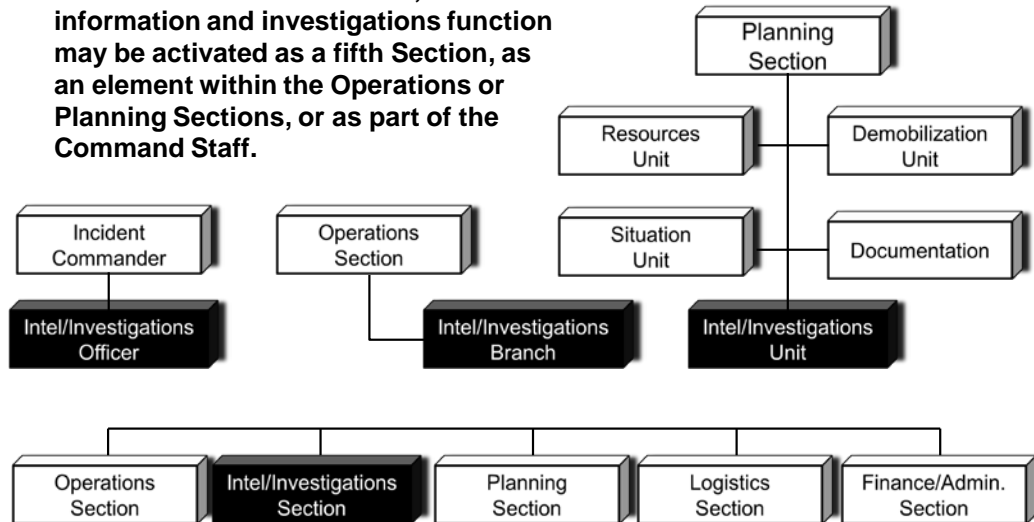 information and investigations function
may be activated as a fifth Section, as
an element within the Operations or
Planning Sections, or as part of the
Command Staff.
Planning
Section
Resources
Unit
Demobilization
Unit
Incident
Commander
Operations
Section
Situation
Unit
Documentation
Intel/Investigations
Officer
Intel/Investigations
Branch
Intel/Investigations
Unit
Operations
Section
Intel/Investigations
Section
Planning
Section
Logistics
Section
Finance/Admin.
Section